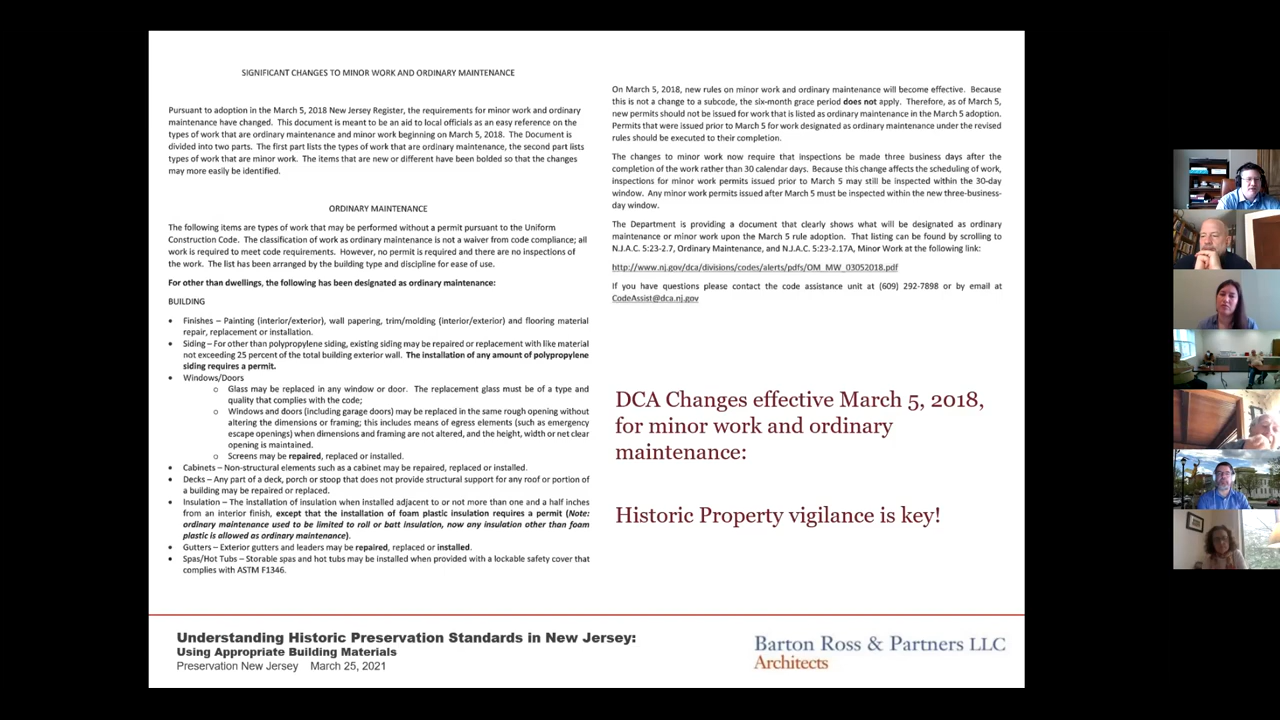 SIGNIFICANT CHANGES TO MINOR WORK AND ORDINARY MAINTENANCE
Pursuant to adoption in the March 5, 2018 New Jersey Register, the requirements for minor work and ordinary
maintenance have changed. This document is meant to be an aid to local officials as an easy reference on the
types of work that are ordinary maintenance and minor work beginning on March 5, 2018. The Document is
divided into two parts. The first part lists the types of work that are ordinary maintenance, the second part lists
types of work that are minor work. The items that are new or different have been bolded so that the changes
may more easily be identified.
ORDINARY MAINTENANCE
The following items are types of work that may be performed without a permit pursuant to the Uniform
Construction Code. The classification of work as ordinary maintenance is not a waiver from code compliance; all
work is required to meet code requirements. However, no permit is required and there are no inspections of
the work. The list has been arranged by the building type and discipline for ease of use.
For other than dwellings, the following has been designated as ordinary maintenance:
BUILDING
• Finishes – Painting (interior/exterior), wall papering, trim/molding (interior/exterior) and flooring material
repair, replacement or installation.
• Siding – For other than polypropylene siding, existing siding may be repaired or replacement with like material
not exceeding 25 percent of the total building exterior wall. The installation of any amount of polypropylene
siding requires a permit.
• Windows/Doors
o Glass may be replaced in any window or door. The replacement glass must be of a type and
quality that complies with the code;
o Windows and doors (including garage doors) may be replaced in the same rough opening without
altering the dimensions or framing; this includes means of egress elements (such as emergency
escape openings) when dimensions and framing are not altered, and the height, width or net clear
opening is maintained.
o Screens may be repaired, replaced or installed.
• Cabinets – Non-structural elements such as a cabinet may be repaired, replaced or installed.
• Decks – Any part of a deck, porch or stoop that does not provide structural support for any roof or portion of
a building may be repaired or replaced.
• Insulation – The installation of insulation when installed adjacent to or not more than one and a half inches
from an interior finish, except that the installation of foam plastic insulation requires a permit (Note:
ordinary maintenance used to be limited to roll or batt insulation, now any insulation other than foam
plastic is allowed as ordinary maintenance).
• Gutters – Exterior gutters and leaders may be repaired, replaced or installed.
• Spas/Hot Tubs – Storable spas and hot tubs may be installed when provided with a lockable safety cover that
complies with ASTM F1346.
On March 5, 2018, new rules on minor work and ordinary maintenance will become effective. Because
this is not a change to a subcode, the six-month grace period does not apply. Therefore, as of March 5,
new permits should not be issued for work that is listed as ordinary maintenance in the March 5 adoption.
Permits that were issued prior to March 5 for work designated as ordinary maintenance under the revised
rules should be executed to their completion.
The changes to minor work now require that inspections be made three business days after the
completion of the work rather than 30 calendar days. Because this change affects the scheduling of work,
inspections for minor work permits issued prior to March 5 may still be inspected within the 30-day
window. Any minor work permits issued after March 5 must be inspected within the new three-business-
day window.
The Department is providing a document that clearly shows what will be designated as ordinary
maintenance or minor work upon the March 5 rule adoption. That listing can be found by scrolling to
N.J.A.C. 5:23-2.7, Ordinary Maintenance, and N.J.A.C. 5:23-2.17A, Minor Work at the following link:
http://www.nj.gov/dca/divisions/codes/alerts/pdfs/OM_MW_03052018.pdf
If you have questions please contact the code assistance unit at (609) 292-7898 or by email at
CodeAssist@dca.nj.gov
DCA Changes effective March 5, 2018,
for minor work and ordinary
maintenance:
Historic Property vigilance is key!
Understanding Historic Preservation Standards in New Jersey:
Using Appropriate Building Materials
Preservation New Jersey March 25, 2021
Barton Ross & Partners LLC
Architects